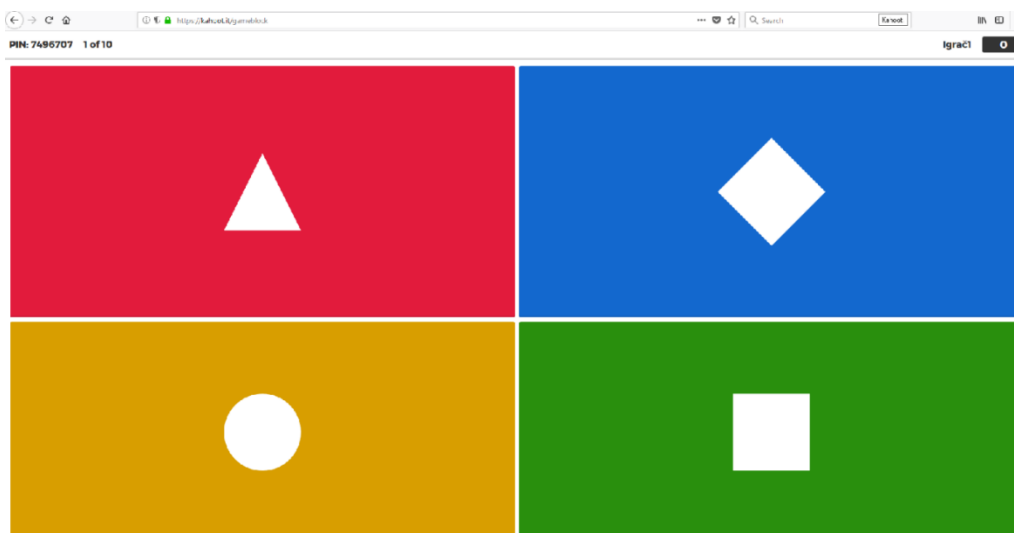 https://kahoot.it/gameblock
Search
Kahoot
PIN: 7496707 1 of 10
Igrač1
0